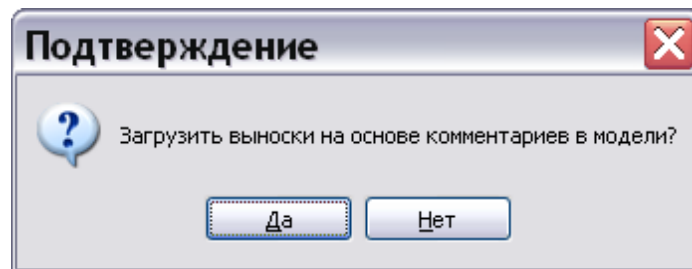 Подтверждение
Загрузить выноски на основе комментариев в модели?
Да
Нет